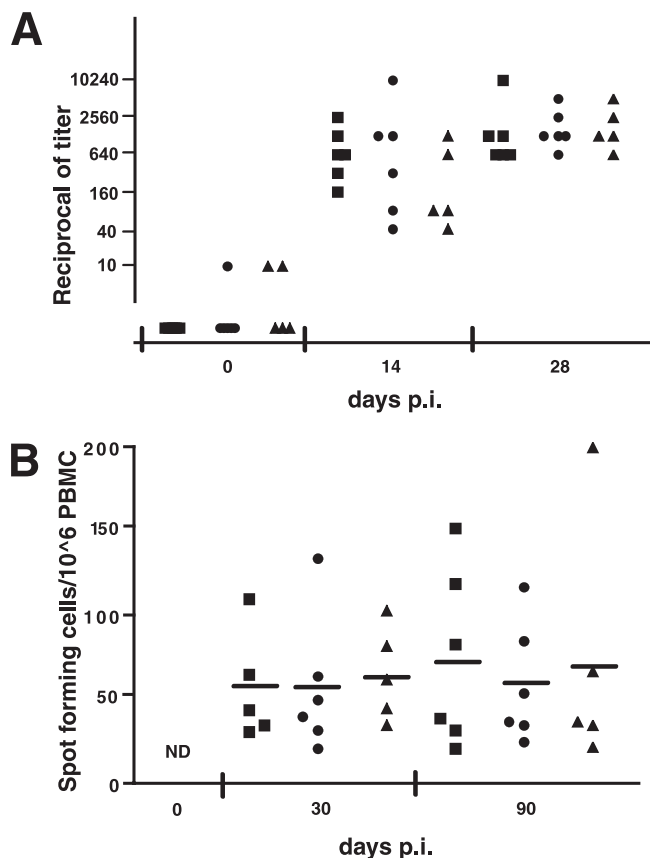 A
Reciprocal of titer
10240
2560
640
160
40
10
0 14 28
days p.i.
B
Spot forming cells/10^6 PBMC
200
150
100
50
0
ND
0 30 90
days p.i.